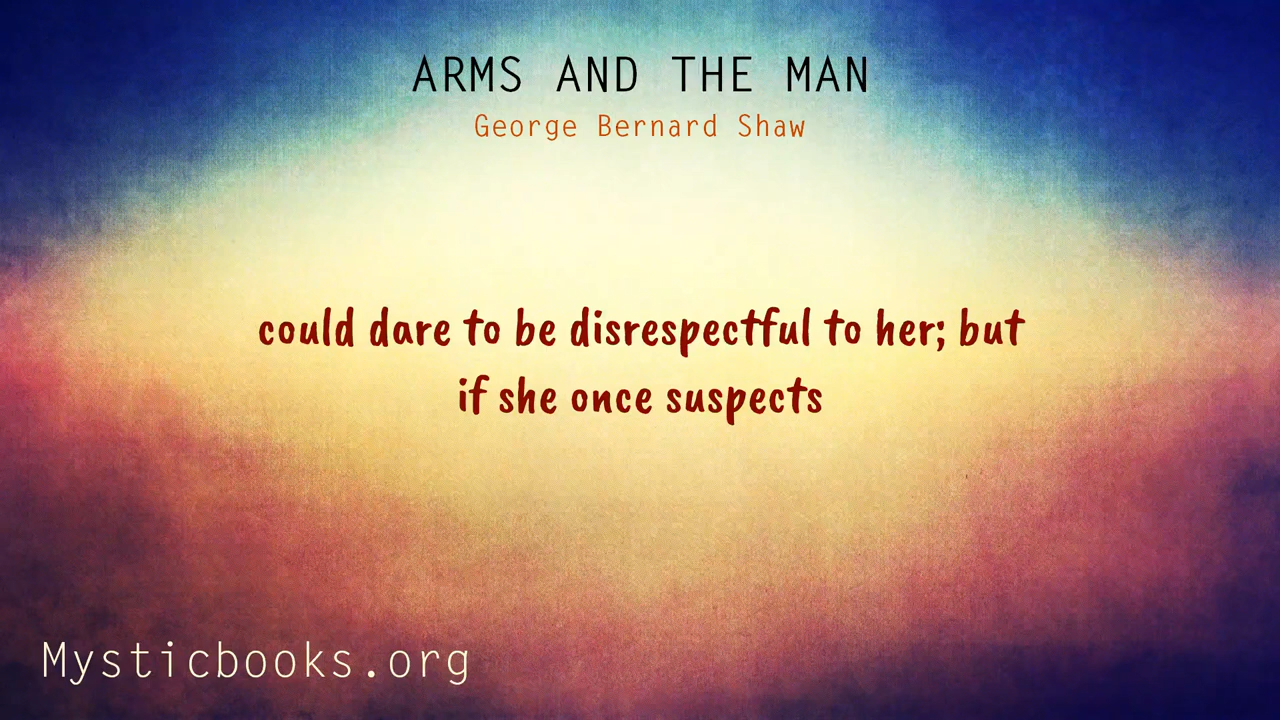 ARMS AND THE MAN
George Bernard Shaw
could dare to be disrespectful to her; but
if she once suspects
Mysticbooks.org